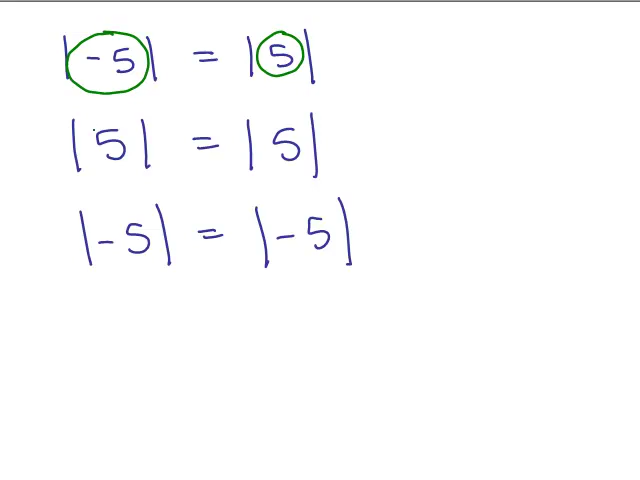 |-5| = |5|
|5| = |5|
|-5| = |-5|